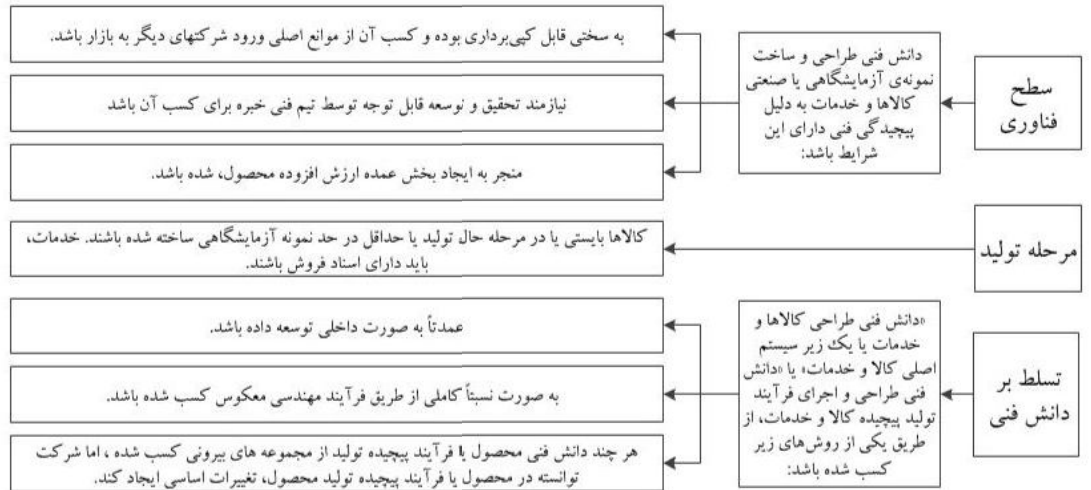 سطح
فناوری
دانش فنی طراحی و ساخت
نمونه‌ی آزمایشگاهی یا صنعتی
کالاها و خدمات به دلیل
پیچیدگی فنی دارای این
شرایط باشد:
به سختی قابل کپی‌برداری بوده و کسب آن از موانع اصلی ورود شرکتهای دیگر به بازار باشد.
نیازمند تحقیق و توسعه قابل توجه توسط تیم فنی خبره برای کسب آن باشد
منجر به ایجاد بخش عمده ارزش افزوده محصول، شده باشد.
مرحله تولید
کالاها بایستی یا در مرحله حال تولید یا حداقل در حد نمونه آزمایشگاهی ساخته شده باشند. خدمات،
باید دارای اسناد فروش باشند.
تسلط بر
دانش فنی
«دانش فنی طراحی کالاها و
خدمات یا یک زیر سیستم
اصلی کالا و خدمات» یا «دانش
فنی طراحی و اجرای فرآیند
تولید پیچیده کالا و خدمات، از
طریق یکی از روش‌های زیر
کسب شده باشد:
عمدتاً به صورت داخلی توسعه داده باشد.
به صورت نسبتاً کاملی از طریق فرآیند مهندسی معکوس کسب شده باشد.
هر چند دانش فنی محصول یا فرآیند پیچیده تولید از مجموعه های بیرونی کسب شده ، اما شرکت
توانسته در محصول یا فرآیند پیچیده تولید محصول، تغییرات اساسی ایجاد کند.